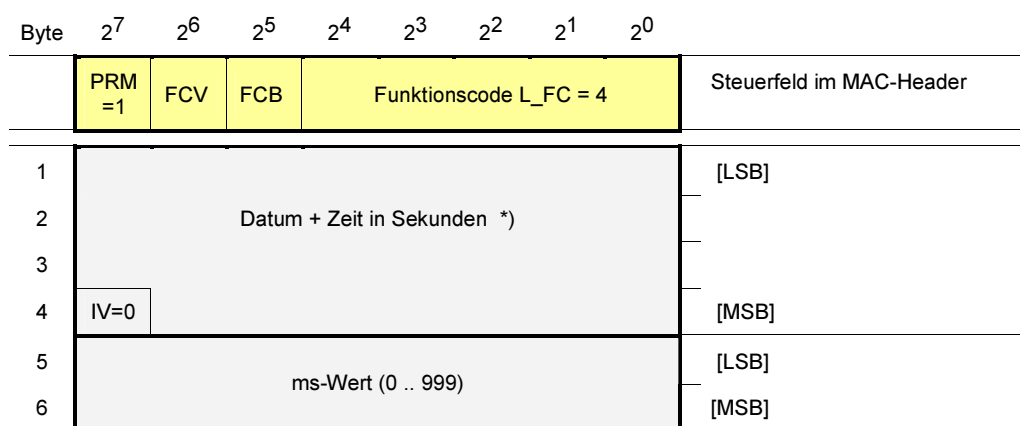 Byte 2^7 2^6 2^5 2^4 2^3 2^2 2^1 2^0
PRM =1 FCV FCB Funktionscode L_FC = 4 Steuerfeld im MAC-Header
1 [LSB]
2 Datum + Zeit in Sekunden *)
3
4 IV=0 [MSB]
5 [LSB]
ms-Wert (0 .. 999)
6 [MSB]